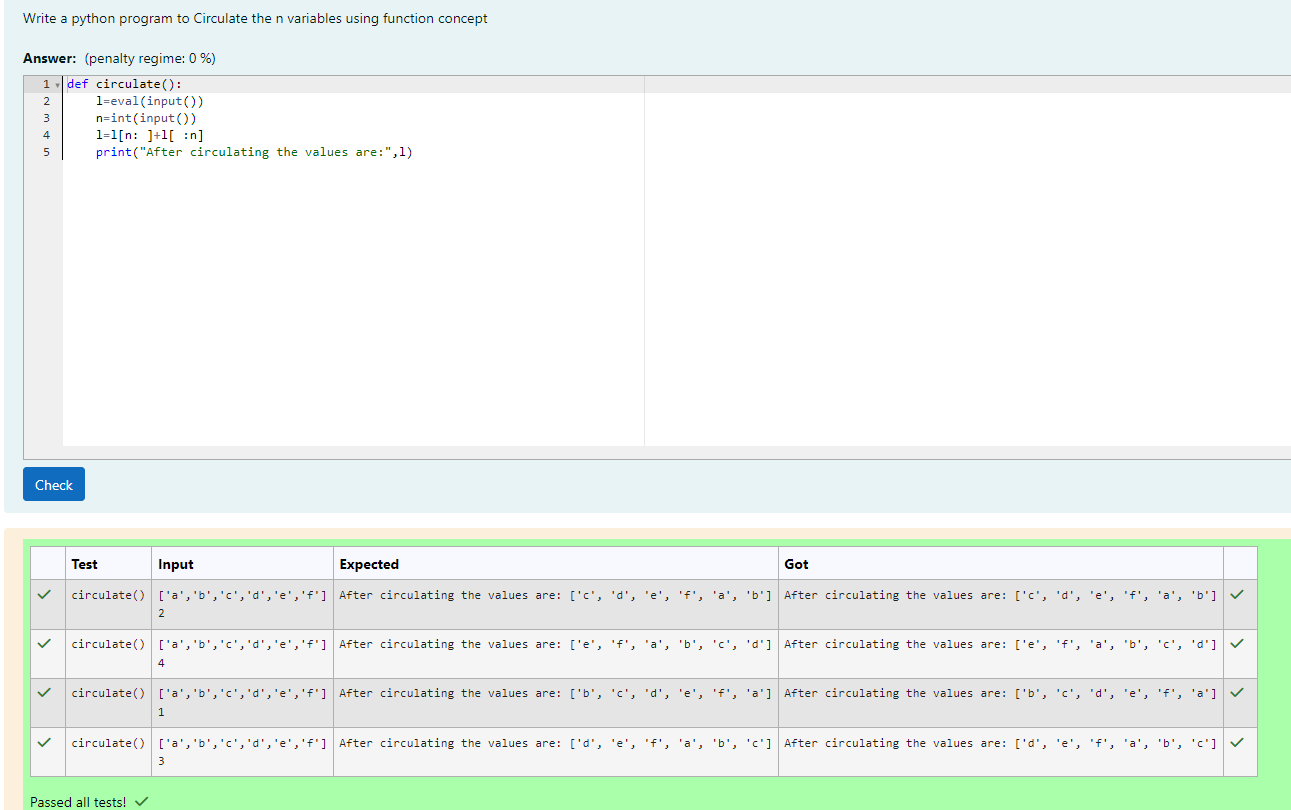 Write a python program to Circulate the n variables using function concept
Answer: (penalty regime: 0 %)
1 def circulate():
2     l=eval(input())
3     n=int(input())
4     l=l[n: ]+l[ :n]
5     print("After circulating the values are:",l)
Check
Test Input Expected Got
circulate() ['a','b','c','d','e','f'] After circulating the values are: ['c', 'd', 'e', 'f', 'a', 'b'] After circulating the values are: ['c', 'd', 'e', 'f', 'a', 'b']
2
circulate() ['a','b','c','d','e','f'] After circulating the values are: ['e', 'f', 'a', 'b', 'c', 'd'] After circulating the values are: ['e', 'f', 'a', 'b', 'c', 'd']
4
circulate() ['a','b','c','d','e','f'] After circulating the values are: ['b', 'c', 'd', 'e', 'f', 'a'] After circulating the values are: ['b', 'c', 'd', 'e', 'f', 'a']
1
circulate() ['a','b','c','d','e','f'] After circulating the values are: ['d', 'e', 'f', 'a', 'b', 'c'] After circulating the values are: ['d', 'e', 'f', 'a', 'b', 'c']
3
Passed all tests!